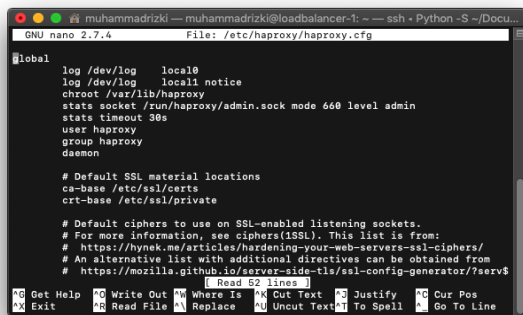 muhammadrizki — muhammadrizki@loadbalancer-1: ~ — ssh ◂ Python -S ~/Docu...
GNU nano 2.7.4 File: /etc/haproxy/haproxy.cfg
global
log /dev/log local0
log /dev/log local1 notice
chroot /var/lib/haproxy
stats socket /run/haproxy/admin.sock mode 660 level admin
stats timeout 30s
user haproxy
group haproxy
daemon
# Default SSL material locations
ca-base /etc/ssl/certs
crt-base /etc/ssl/private
# Default ciphers to use on SSL-enabled listening sockets.
# For more information, see ciphers(1SSL). This list is from:
#  https://hynek.me/articles/hardening-your-web-servers-ssl-ciphers/
# An alternative list with additional directives can be obtained from
#  https://mozilla.github.io/server-side-tls/ssl-config-generator/?serv$
[ Read 52 lines ]
^G Get Help ^O Write Out ^W Where Is ^K Cut Text ^J Justify ^C Cur Pos
^X Exit ^R Read File ^\ Replace ^U Uncut Text ^T To Spell ^_ Go To Line